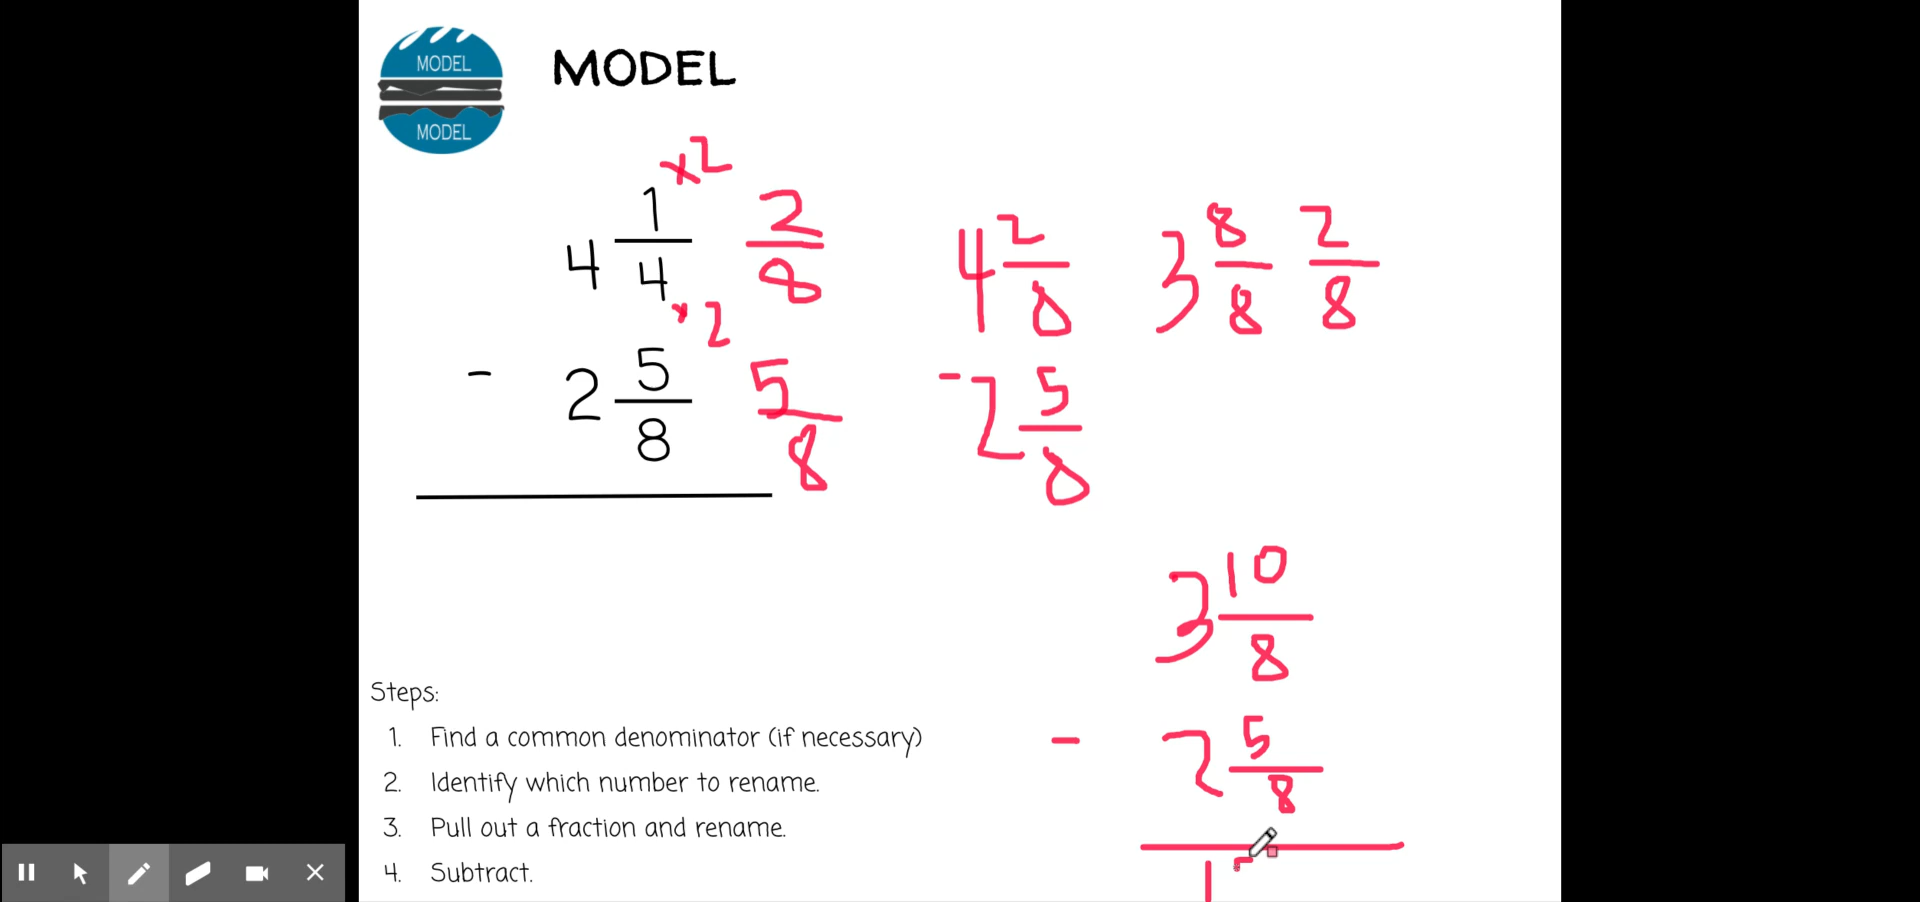 MODEL
MODEL
MODEL
x2
4 1/4 2/8
x2
- 2 5/8 5/8
4 2/8 3 8/8 2/8
- 2 5/8
3 10/8
- 2 5/8
1
Steps:
1. Find a common denominator (if necessary)
2. Identify which number to rename.
3. Pull out a fraction and rename.
4. Subtract.